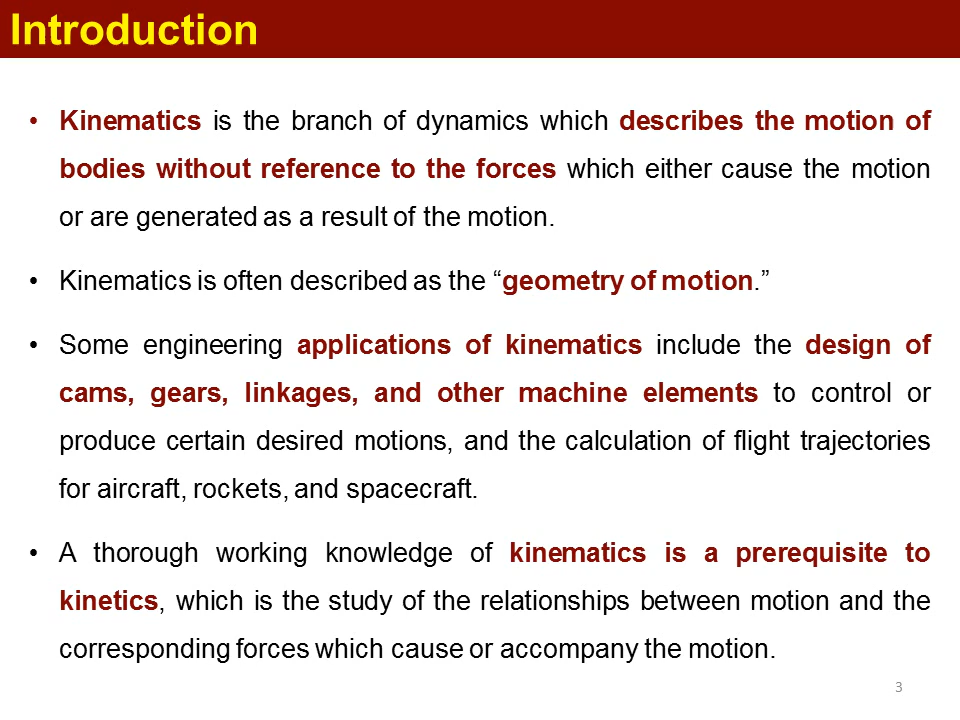 Introduction
• Kinematics is the branch of dynamics which describes the motion of
bodies without reference to the forces which either cause the motion
or are generated as a result of the motion.
• Kinematics is often described as the “geometry of motion.”
• Some engineering applications of kinematics include the design of
cams, gears, linkages, and other machine elements to control or
produce certain desired motions, and the calculation of flight trajectories
for aircraft, rockets, and spacecraft.
• A thorough working knowledge of kinematics is a prerequisite to
kinetics, which is the study of the relationships between motion and the
corresponding forces which cause or accompany the motion.
3